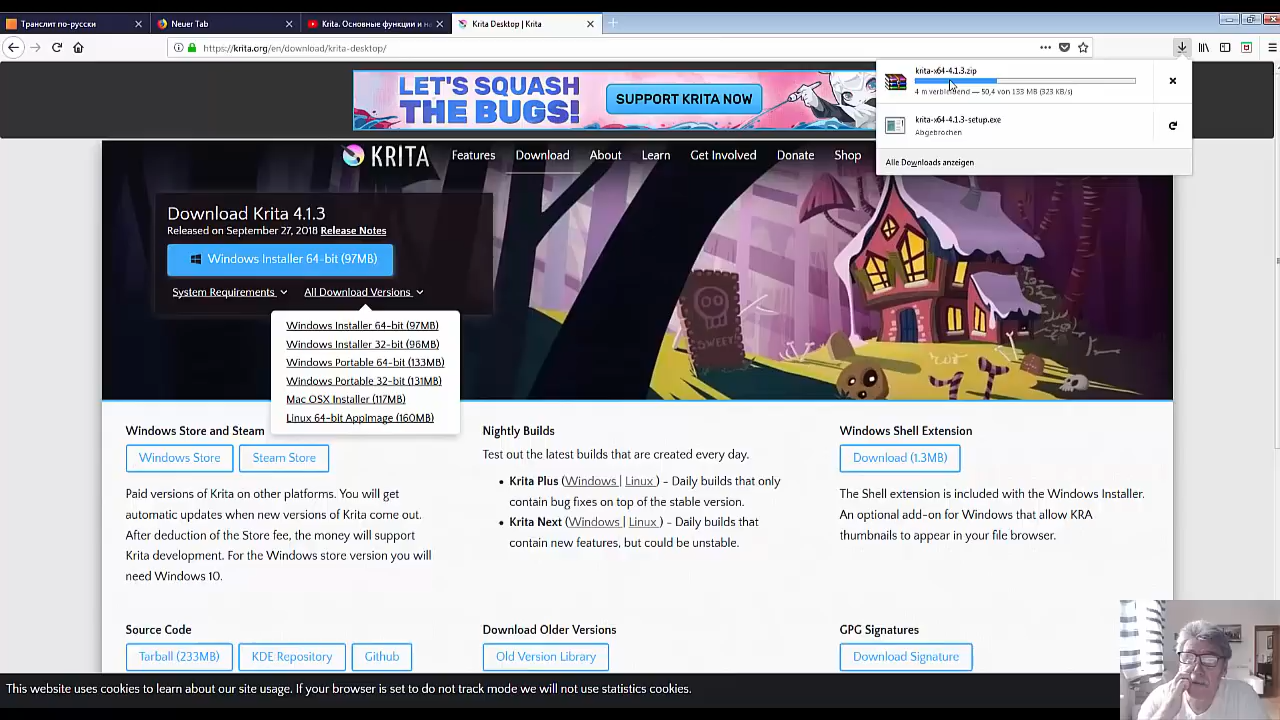 Транслит по-русски
Neuer Tab
Krita. Основные функции и на
Krita Desktop | Krita
https://krita.org/en/download/krita-desktop/
krita-x64-4.1.3.zip
4 m verbleibend — 50,4 von 133 MB (323 KB/s)
krita-x64-4.1.3-setup.exe
Abgebrochen
Alle Downloads anzeigen
LET'S SQUASH
THE BUGS!
SUPPORT KRITA NOW
KRITA
Features
Download
About
Learn
Get Involved
Donate
Shop
Download Krita 4.1.3
Released on September 27, 2018 Release Notes
Windows Installer 64-bit (97MB)
System Requirements
All Download Versions
Windows Installer 64-bit (97MB)
Windows Installer 32-bit (96MB)
Windows Portable 64-bit (133MB)
Windows Portable 32-bit (131MB)
Mac OSX Installer (117MB)
Linux 64-bit AppImage (160MB)
SWEET
Windows Store and Steam
Windows Store
Steam Store
Paid versions of Krita on other platforms. You will get
automatic updates when new versions of Krita come out.
After deduction of the Store fee, the money will support
Krita development. For the Windows store version you will
need Windows 10.
Nightly Builds
Test out the latest builds that are created every day.
• Krita Plus (Windows | Linux ) - Daily builds that only
contain bug fixes on top of the stable version.
• Krita Next (Windows | Linux ) - Daily builds that
contain new features, but could be unstable.
Windows Shell Extension
Download (1.3MB)
The Shell extension is included with the Windows Installer.
An optional add-on for Windows that allow KRA
thumbnails to appear in your file browser.
Source Code
Tarball (233MB)
KDE Repository
Github
Download Older Versions
Old Version Library
GPG Signatures
Download Signature
This website uses cookies to learn about our site usage. If your browser is set to do not track mode we will not use statistics cookies.